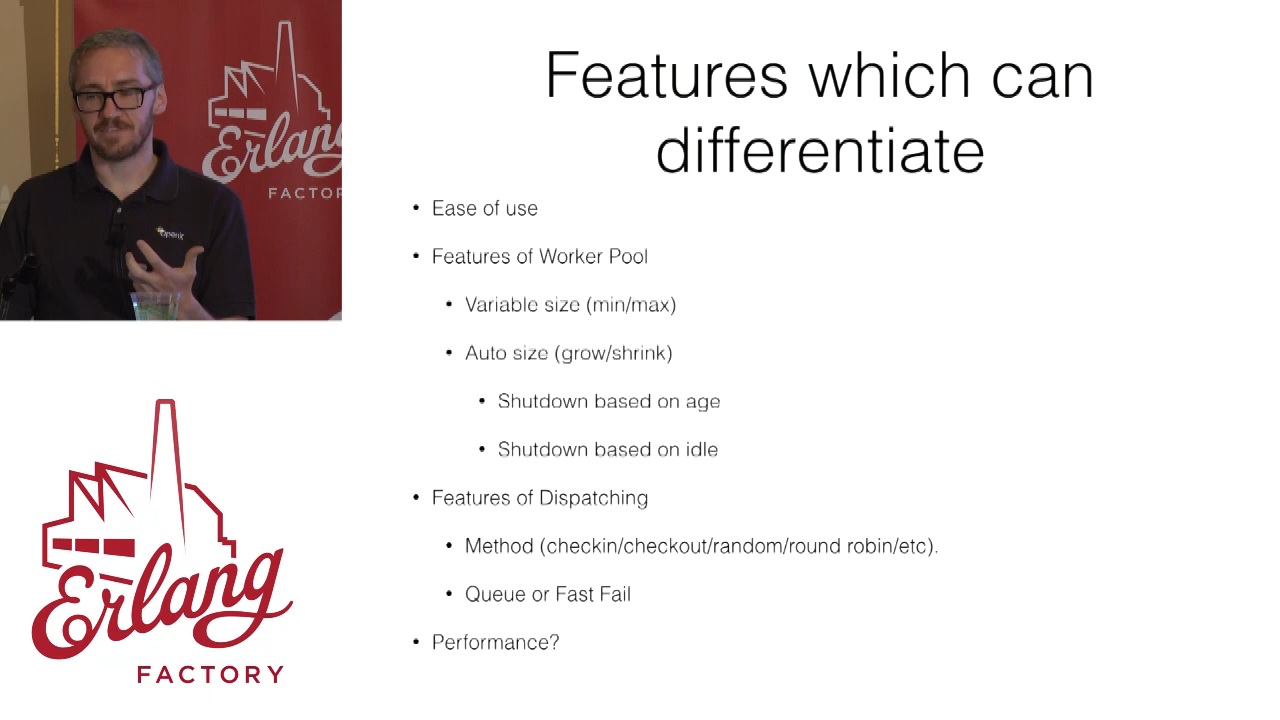 Erlang
FACTOR
OpenX
Features which can
differentiate
• Ease of use
• Features of Worker Pool
• Variable size (min/max)
• Auto size (grow/shrink)
• Shutdown based on age
• Shutdown based on idle
• Features of Dispatching
• Method (checkin/checkout/random/round robin/etc).
• Queue or Fast Fail
• Performance?
Erlang
FACTORY